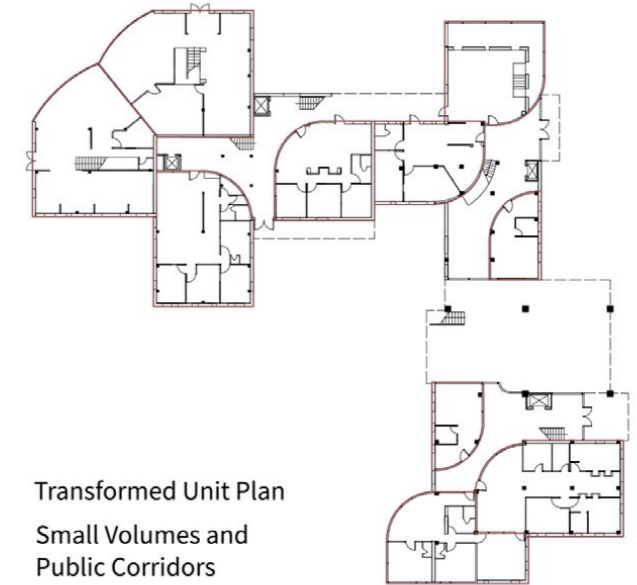 Transformed Unit Plan
Small Volumes and
Public Corridors